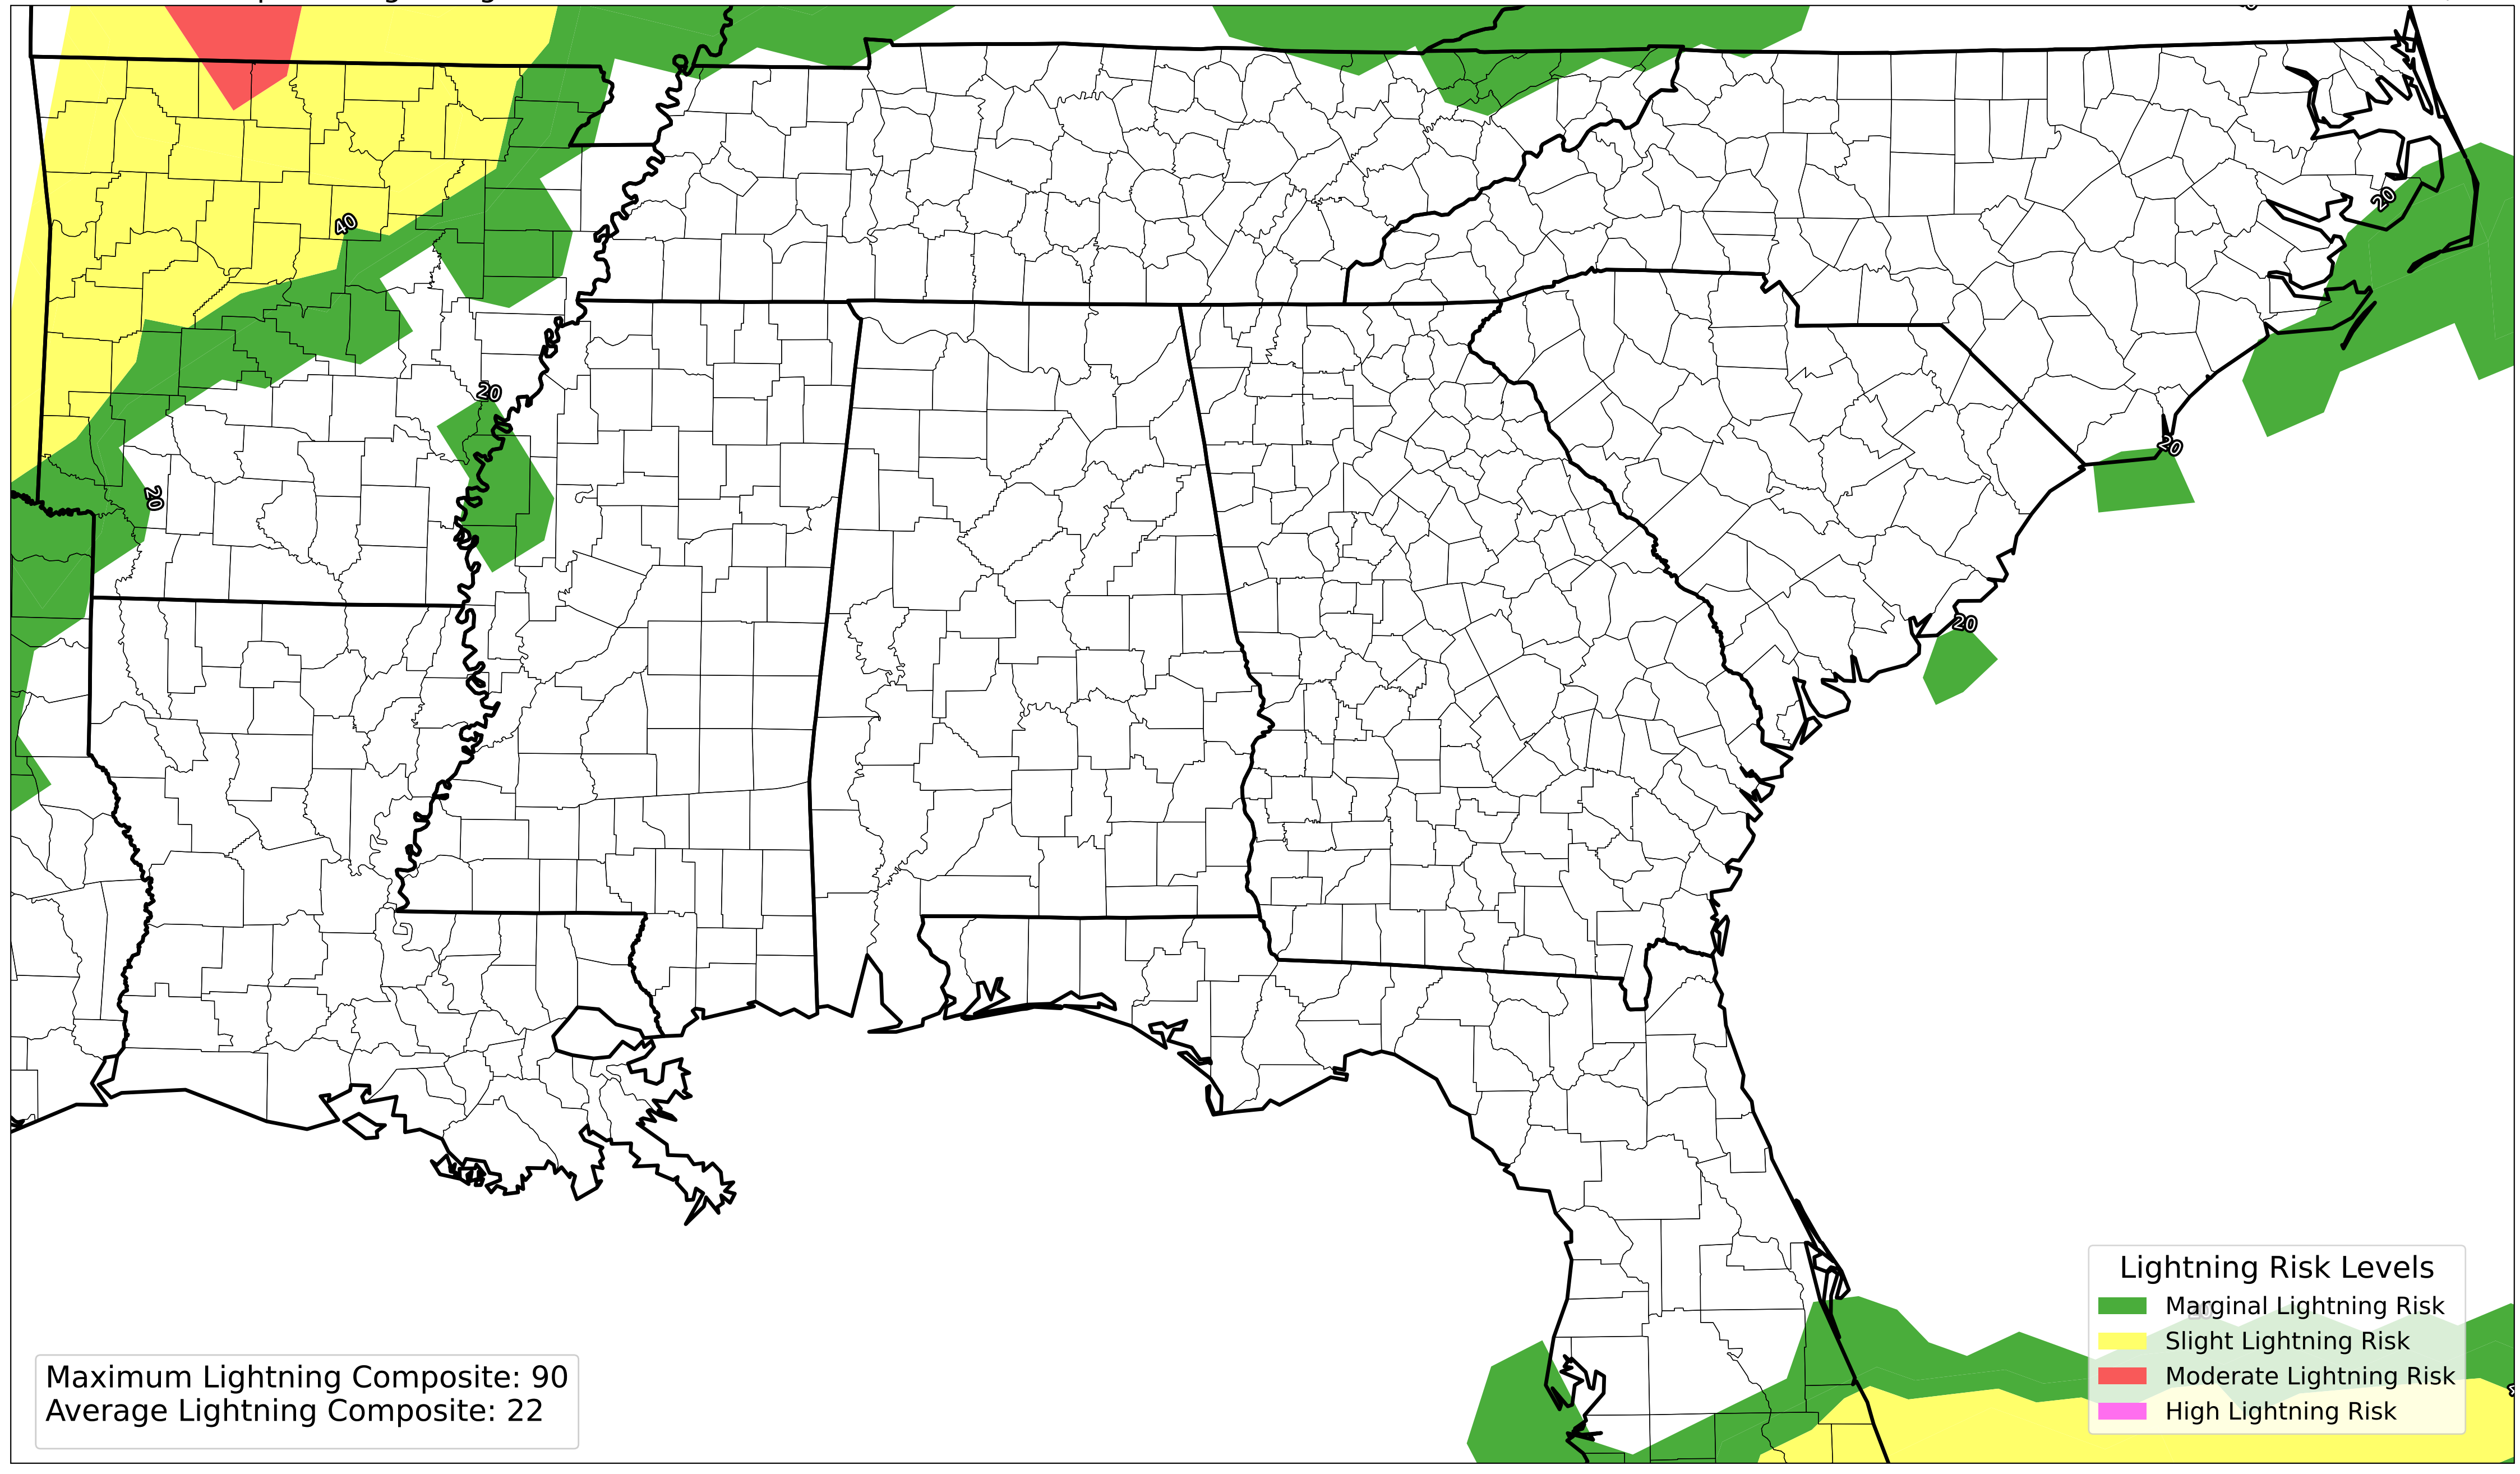 40
20
20
20
20
20
Lightning Risk Levels
Marginal Lightning Risk
Slight Lightning Risk
Moderate Lightning Risk
High Lightning Risk
Maximum Lightning Composite: 90
Average Lightning Composite: 22